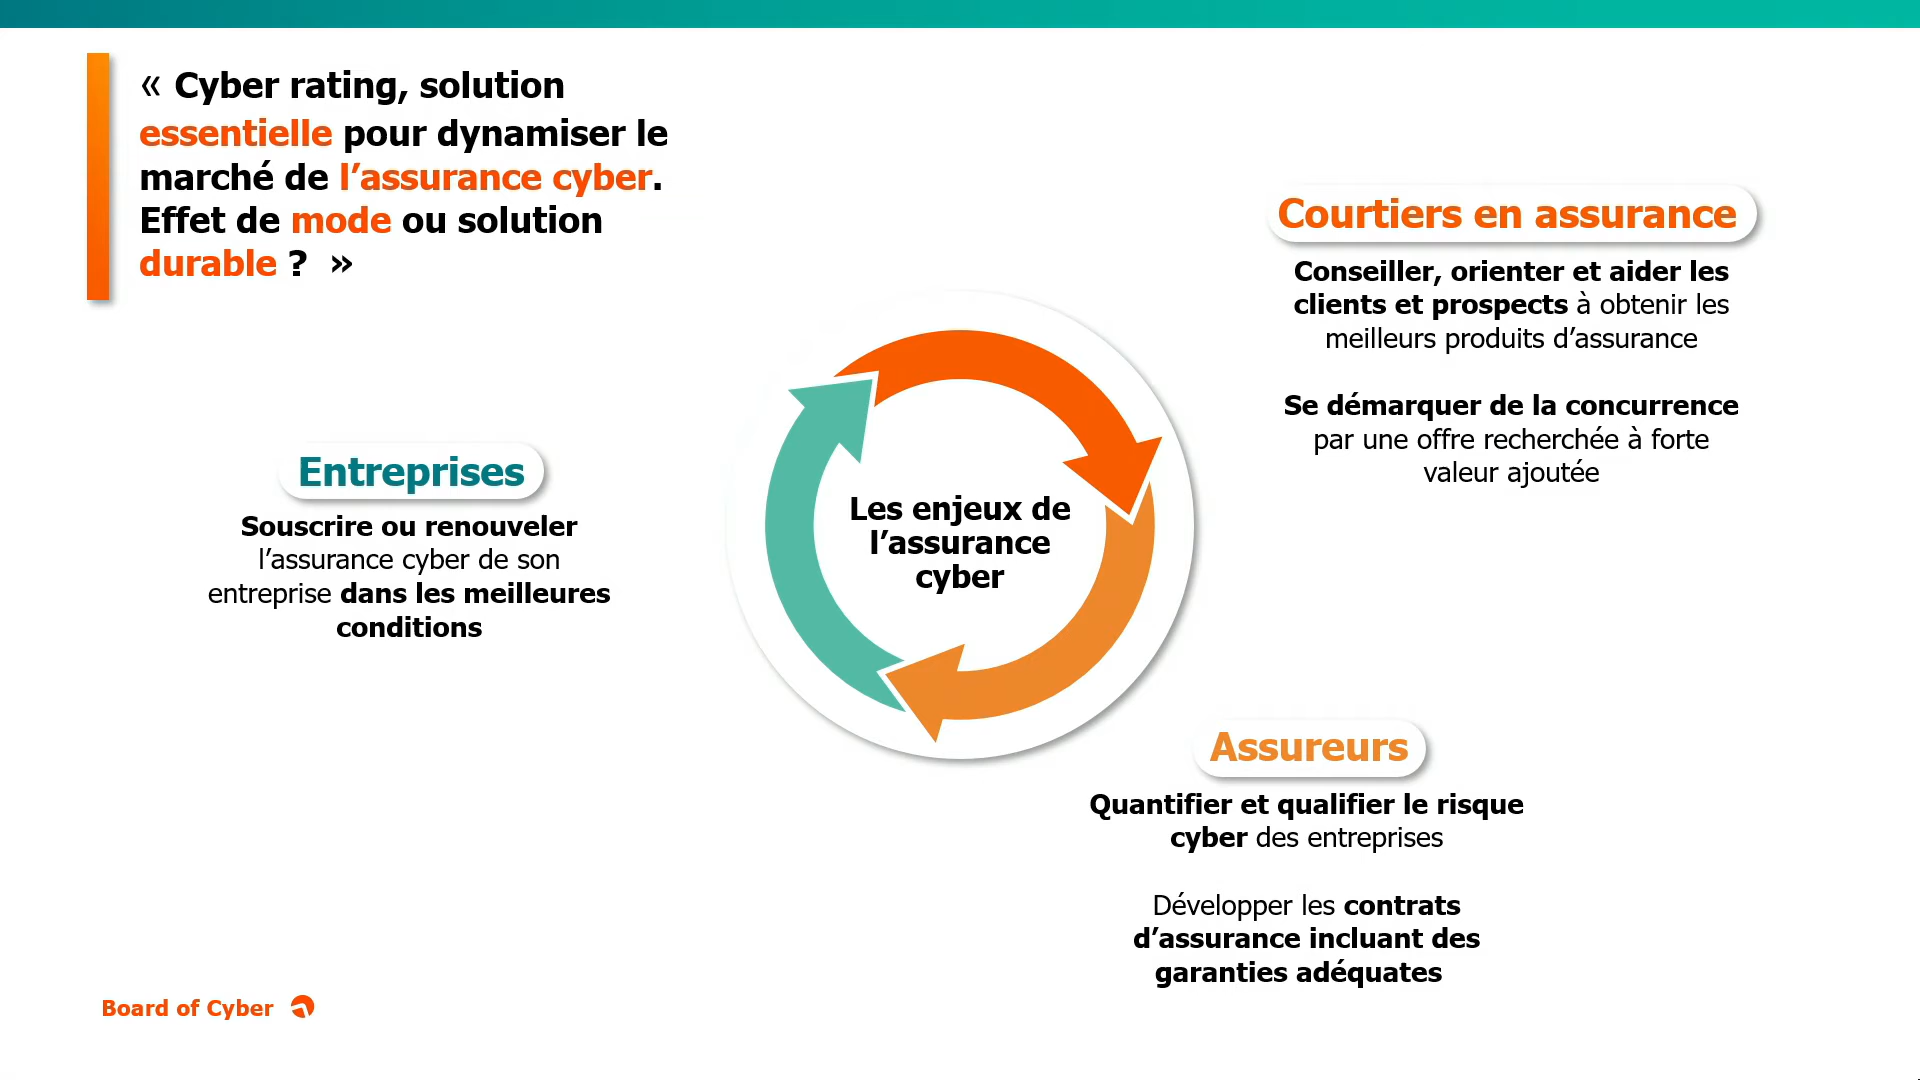 « Cyber rating, solution
essentielle pour dynamiser le
marché de l’assurance cyber.
Effet de mode ou solution
durable ?  »
Courtiers en assurance
Conseiller, orienter et aider les
clients et prospects à obtenir les
meilleurs produits d’assurance
Se démarquer de la concurrence
par une offre recherchée à forte
valeur ajoutée
Entreprises
Souscrire ou renouveler
l’assurance cyber de son
entreprise dans les meilleures
conditions
Les enjeux de
l’assurance
cyber
Assureurs
Quantifier et qualifier le risque
cyber des entreprises
Développer les contrats
d’assurance incluant des
garanties adéquates
Board of Cyber